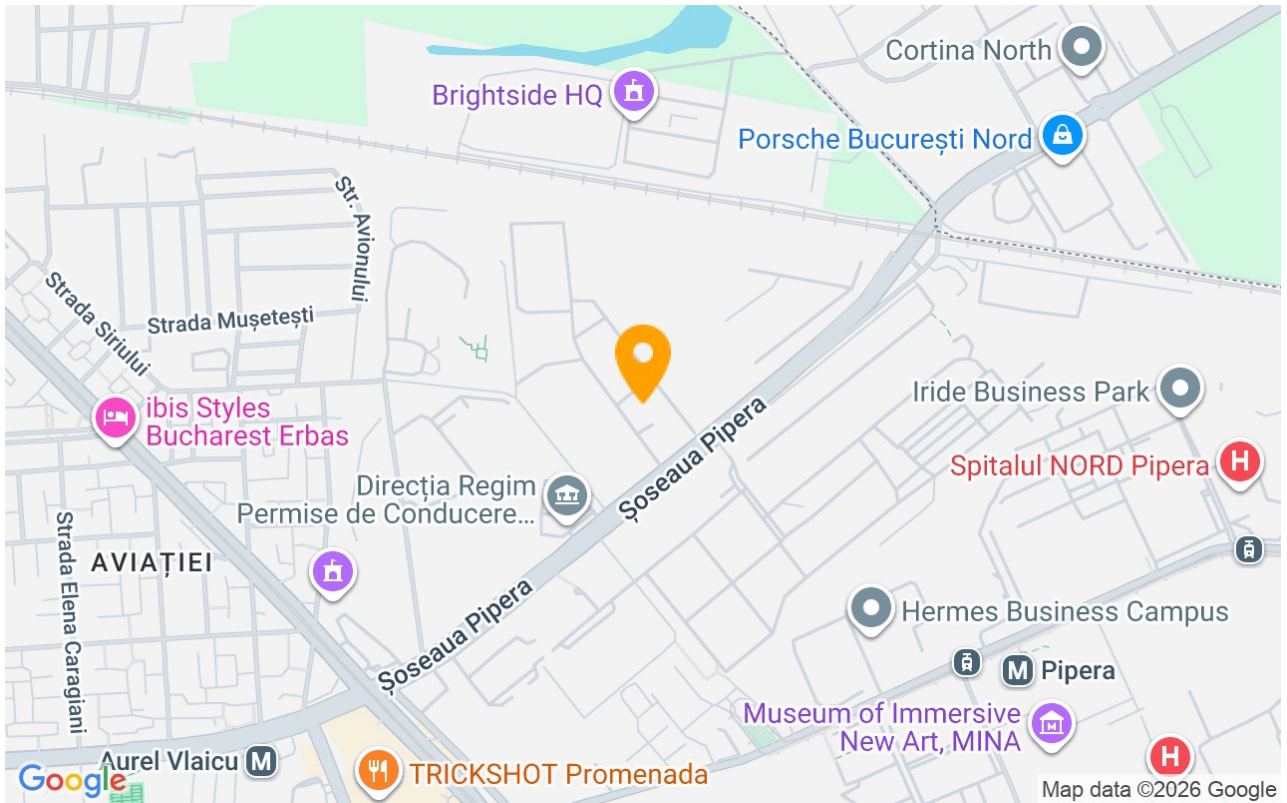 Cortina North
Brightside HQ
Porsche București Nord
Str. Avionului
Strada Siriului
Strada Mușetești
Iride Business Park
ibis Styles
Bucharest Erbas
Șoseaua Pipera
Spitalul NORD Pipera
H
Direcția Regim
Permise de Conducere...
Strada Elena Caragiani
AVIAȚIEI
Șoseaua Pipera
Hermes Business Campus
M Pipera
Museum of Immersive
New Art, MINA
Aurel Vlaicu M
H
TRICKSHOT Promenada
Google
Map data ©2026 Google